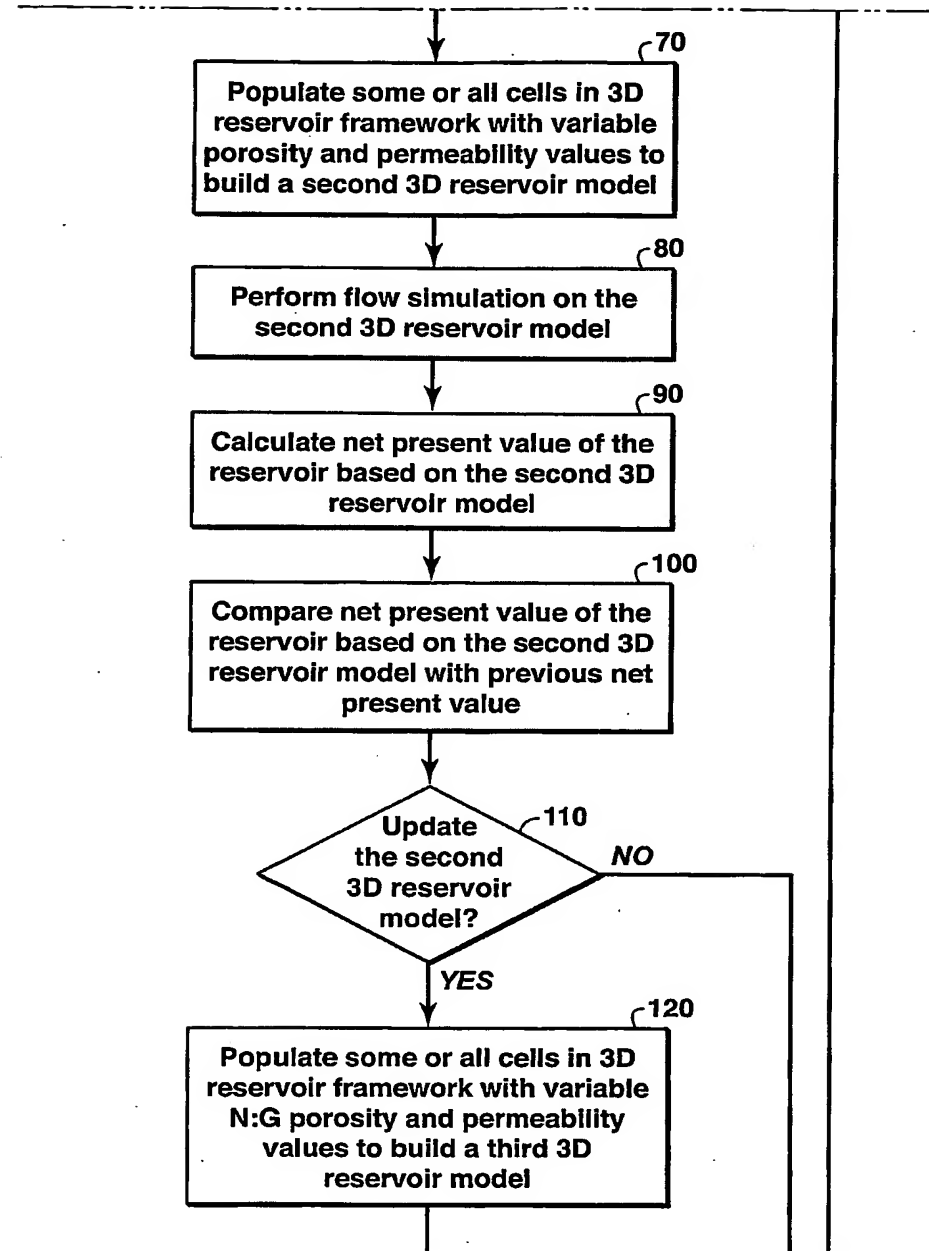 70
Populate some or all cells in 3D
reservoir framework with variable
porosity and permeability values to
build a second 3D reservoir model
80
Perform flow simulation on the
second 3D reservoir model
90
Calculate net present value of the
reservoir based on the second 3D
reservoir model
100
Compare net present value of the
reservoir based on the second 3D
reservoir model with previous net
present value
110
Update
the second
3D reservoir
model?
NO
YES
120
Populate some or all cells in 3D
reservoir framework with variable
N:G porosity and permeability
values to build a third 3D
reservoir model